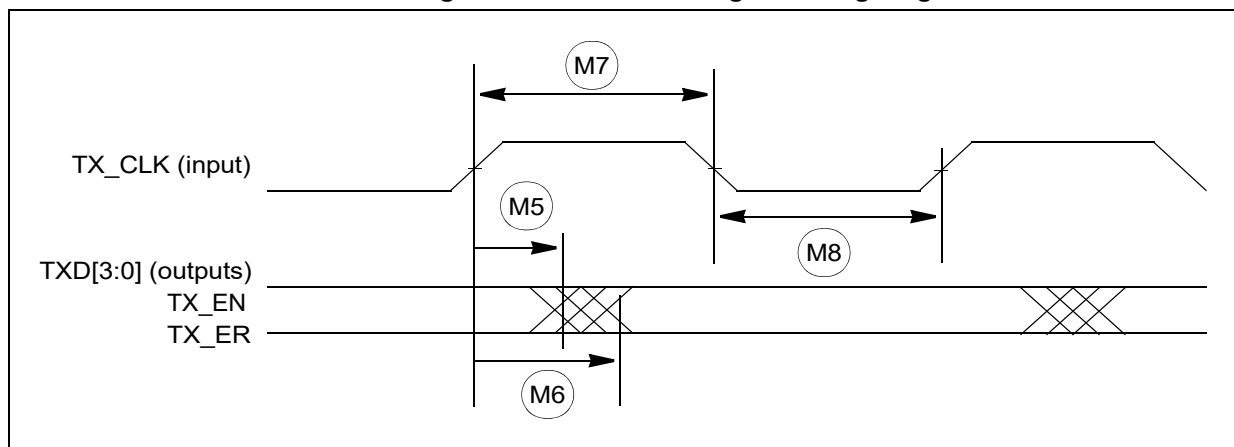 M7
TX_CLK (input)
M5
M8
TXD[3:0] (outputs)
TX_EN
TX_ER
M6